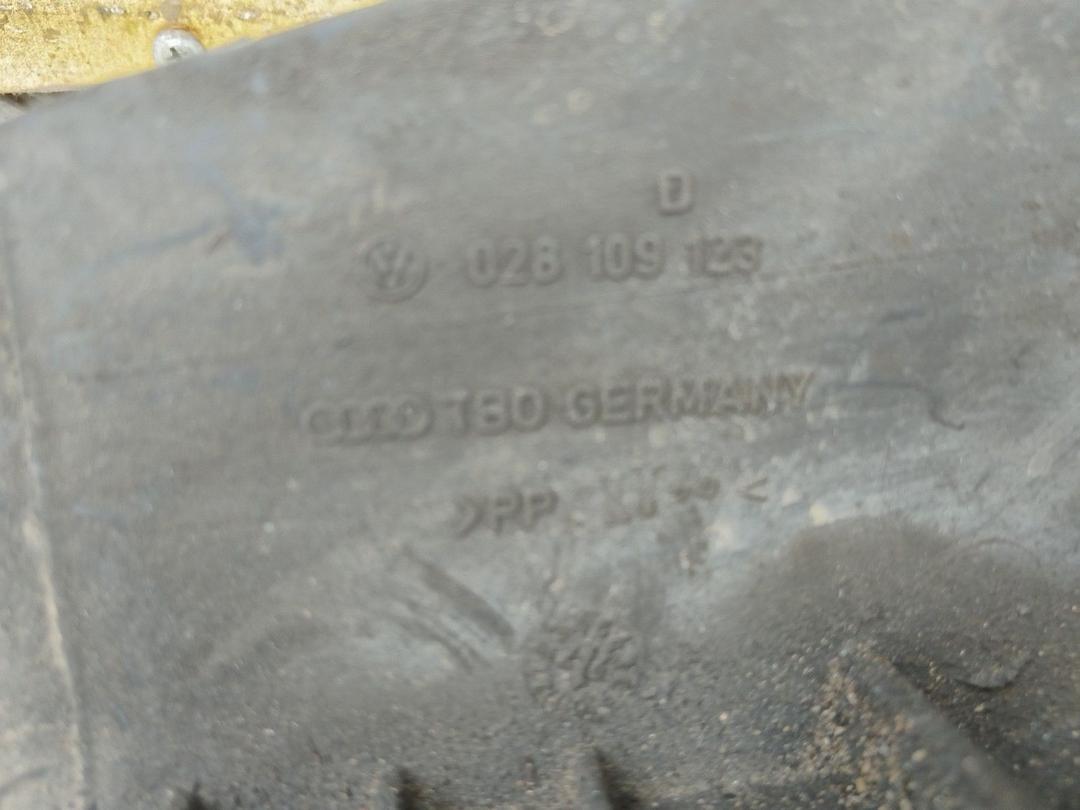 D
028 109 123
TBO GERMANY
>PP